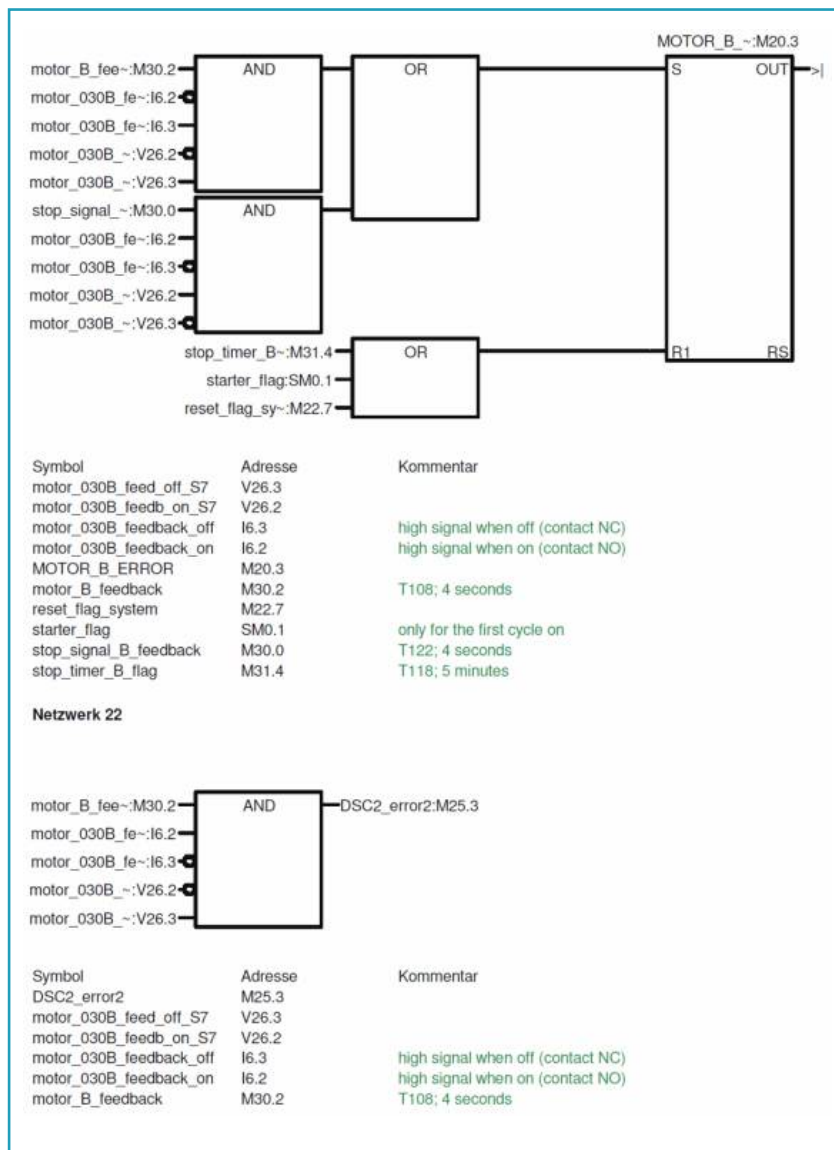 MOTOR_B_~:M20.3
motor_B_fee~:M30.2 AND OR S OUT >|
motor_030B_fe~:I6.2
motor_030B_fe~:I6.3
motor_030B_~:V26.2
motor_030B_~:V26.3
stop_signal_~:M30.0 AND
motor_030B_fe~:I6.2
motor_030B_fe~:I6.3
motor_030B_~:V26.2
motor_030B_~:V26.3
stop_timer_B~:M31.4 OR R1 RS
starter_flag:SM0.1
reset_flag_sy~:M22.7
Symbol Adresse Kommentar
motor_030B_feed_off_S7 V26.3
motor_030B_feedb_on_S7 V26.2
motor_030B_feedback_off I6.3 high signal when off (contact NC)
motor_030B_feedback_on I6.2 high signal when on (contact NO)
MOTOR_B_ERROR M20.3
motor_B_feedback M30.2 T108; 4 seconds
reset_flag_system M22.7
starter_flag SM0.1 only for the first cycle on
stop_signal_B_feedback M30.0 T122; 4 seconds
stop_timer_B_flag M31.4 T118; 5 minutes
Netzwerk 22
motor_B_fee~:M30.2 AND DSC2_error2:M25.3
motor_030B_fe~:I6.2
motor_030B_fe~:I6.3
motor_030B_~:V26.2
motor_030B_~:V26.3
Symbol Adresse Kommentar
DSC2_error2 M25.3
motor_030B_feed_off_S7 V26.3
motor_030B_feedb_on_S7 V26.2
motor_030B_feedback_off I6.3 high signal when off (contact NC)
motor_030B_feedback_on I6.2 high signal when on (contact NO)
motor_B_feedback M30.2 T108; 4 seconds